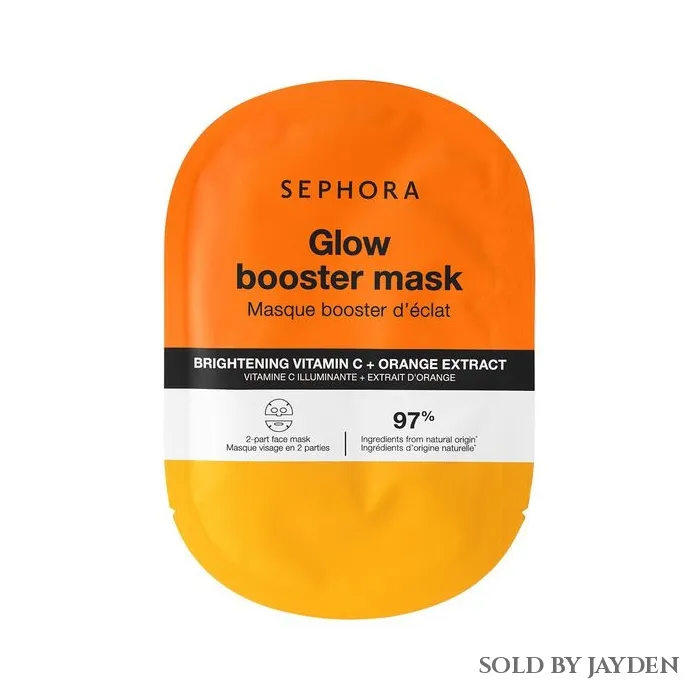 SEPHORA
Glow
booster mask
Masque booster d'éclat
BRIGHTENING VITAMIN C + ORANGE EXTRACT
VITAMINE C ILLUMINANTE + EXTRAIT D'ORANGE
2-part face mask
Masque visage en 2 parties
97%
Ingredients from natural origin*
Ingrédients d'origine naturelle*
SOLD BY JAYDEN